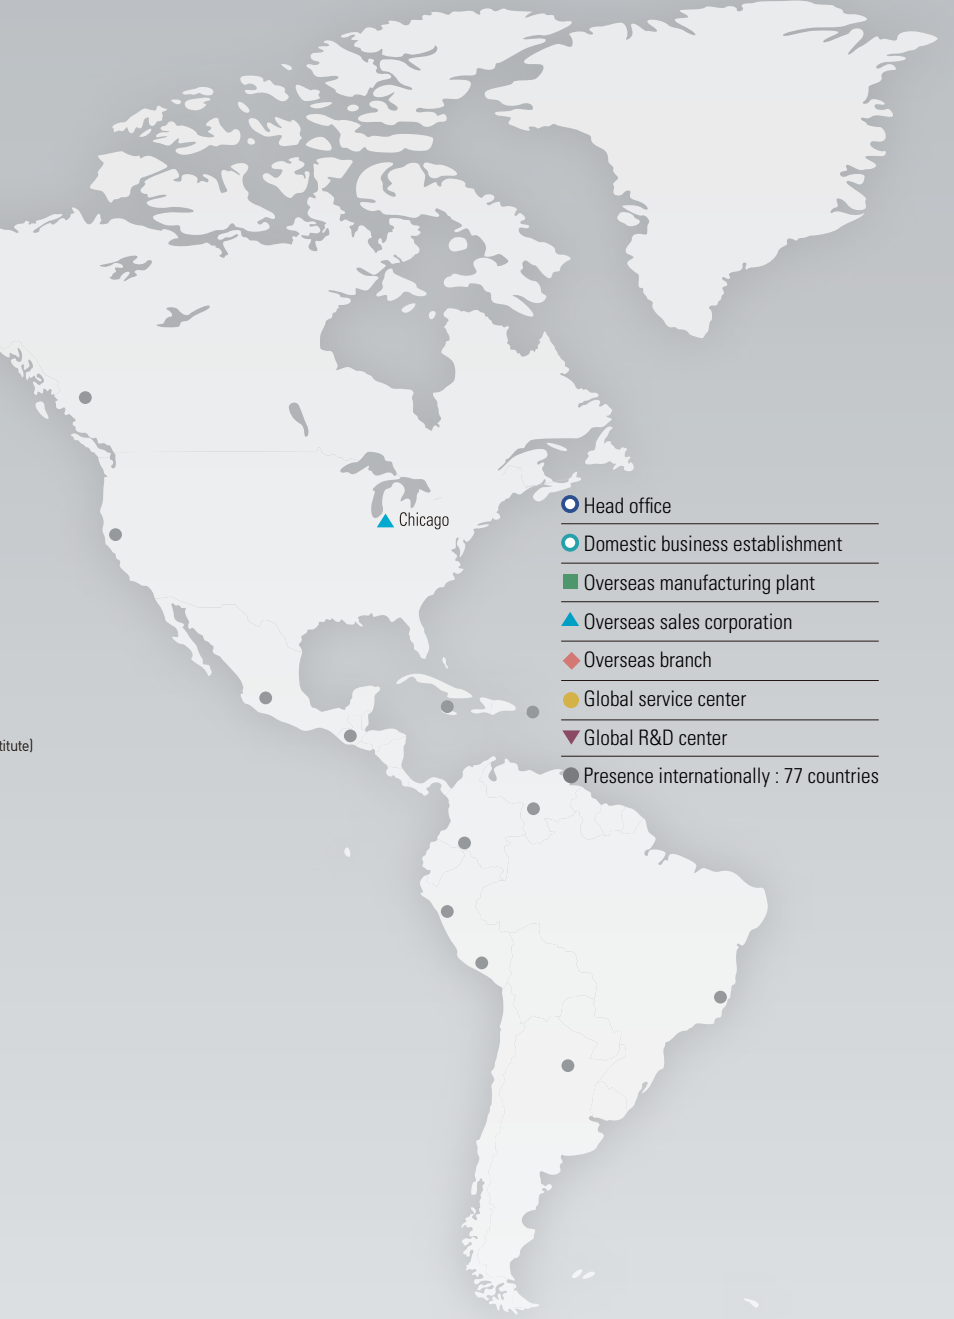 Chicago
Head office
Domestic business establishment
Overseas manufacturing plant
Overseas sales corporation
Overseas branch
Global service center
titute)
Global R&D center
Presence internationally : 77 countries